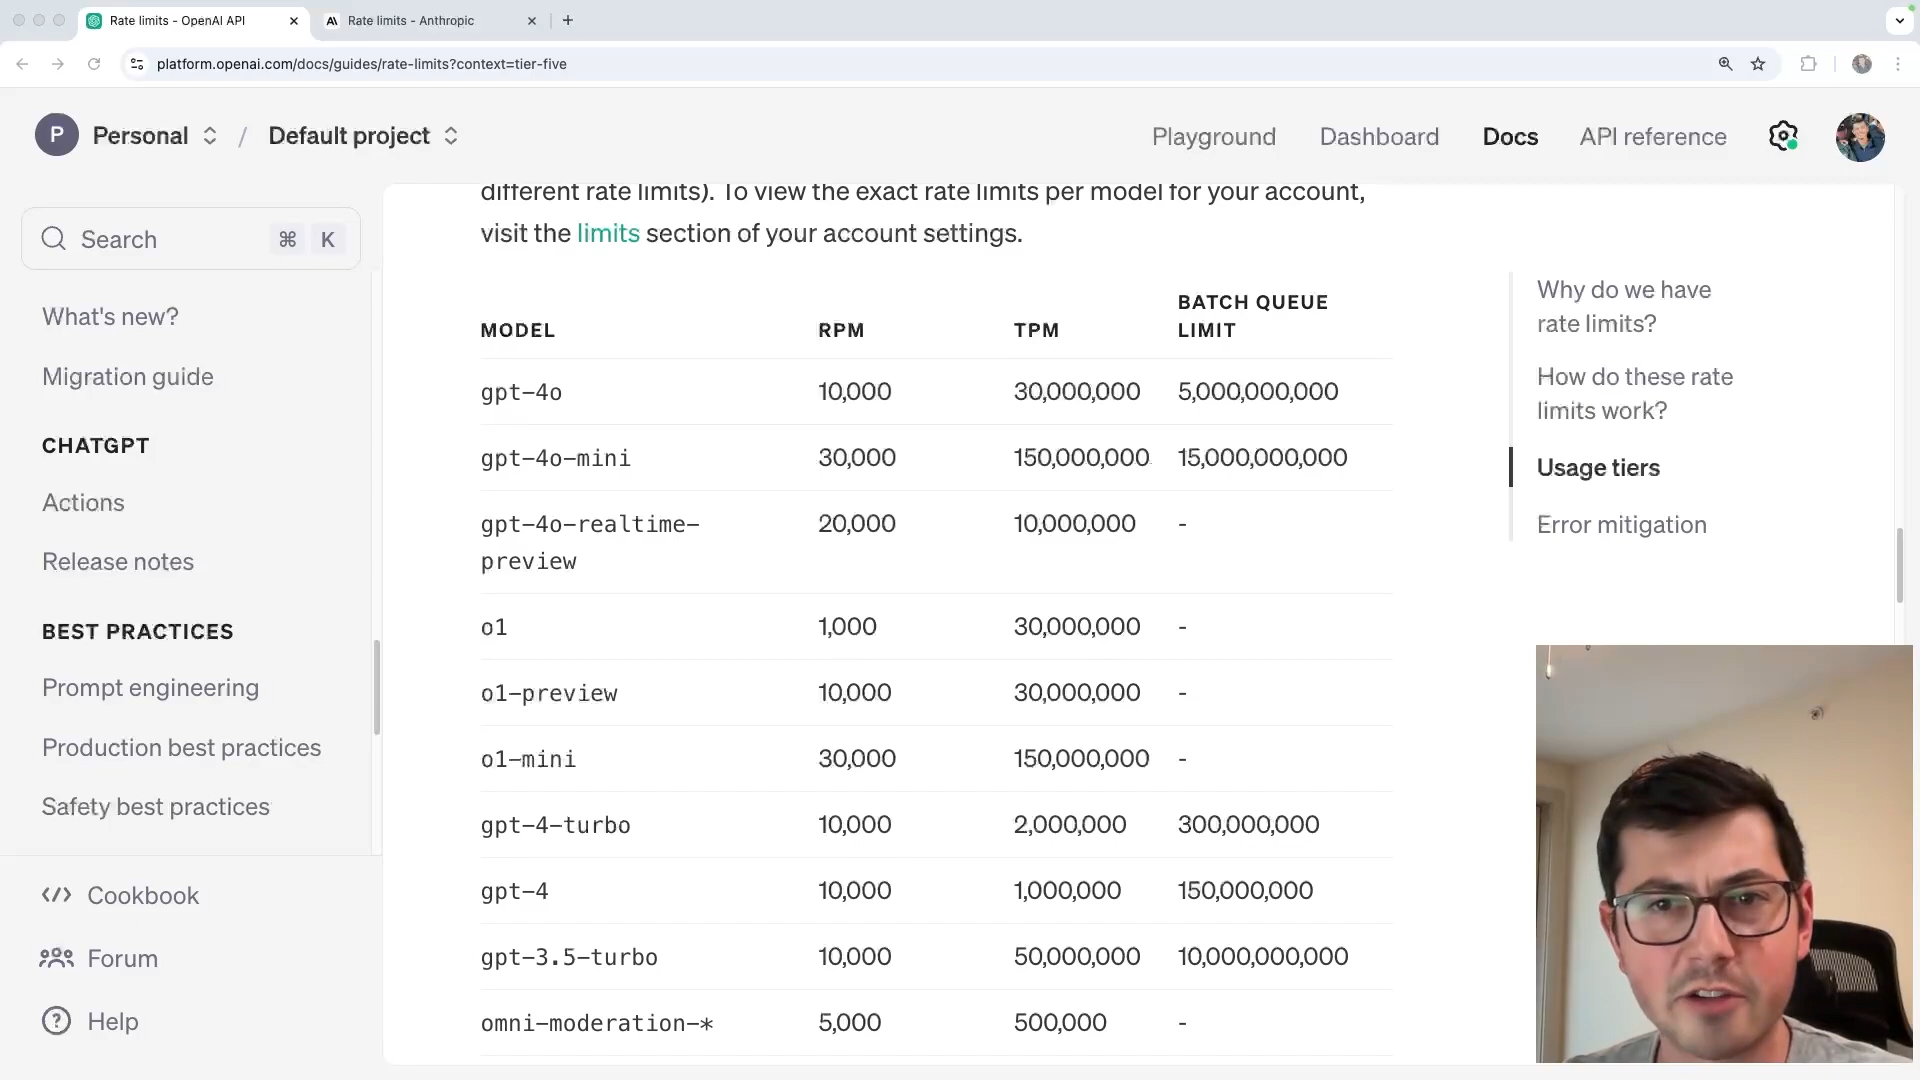 Rate limits - OpenAI API
Rate limits - Anthropic
platform.openai.com/docs/guides/rate-limits?context=tier-five
P Personal / Default project
Playground Dashboard Docs API reference
Search ⌘ K
What's new?
Migration guide
CHATGPT
Actions
Release notes
BEST PRACTICES
Prompt engineering
Production best practices
Safety best practices
Cookbook
Forum
Help
different rate limits). To view the exact rate limits per model for your account,
visit the limits section of your account settings.
MODEL RPM TPM BATCH QUEUE
LIMIT
gpt-4o 10,000 30,000,000 5,000,000,000
gpt-4o-mini 30,000 150,000,000 15,000,000,000
gpt-4o-realtime- 20,000 10,000,000 -
preview
o1 1,000 30,000,000 -
o1-preview 10,000 30,000,000 -
o1-mini 30,000 150,000,000 -
gpt-4-turbo 10,000 2,000,000 300,000,000
gpt-4 10,000 1,000,000 150,000,000
gpt-3.5-turbo 10,000 50,000,000 10,000,000,000
omni-moderation-* 5,000 500,000 -
Why do we have
rate limits?
How do these rate
limits work?
Usage tiers
Error mitigation